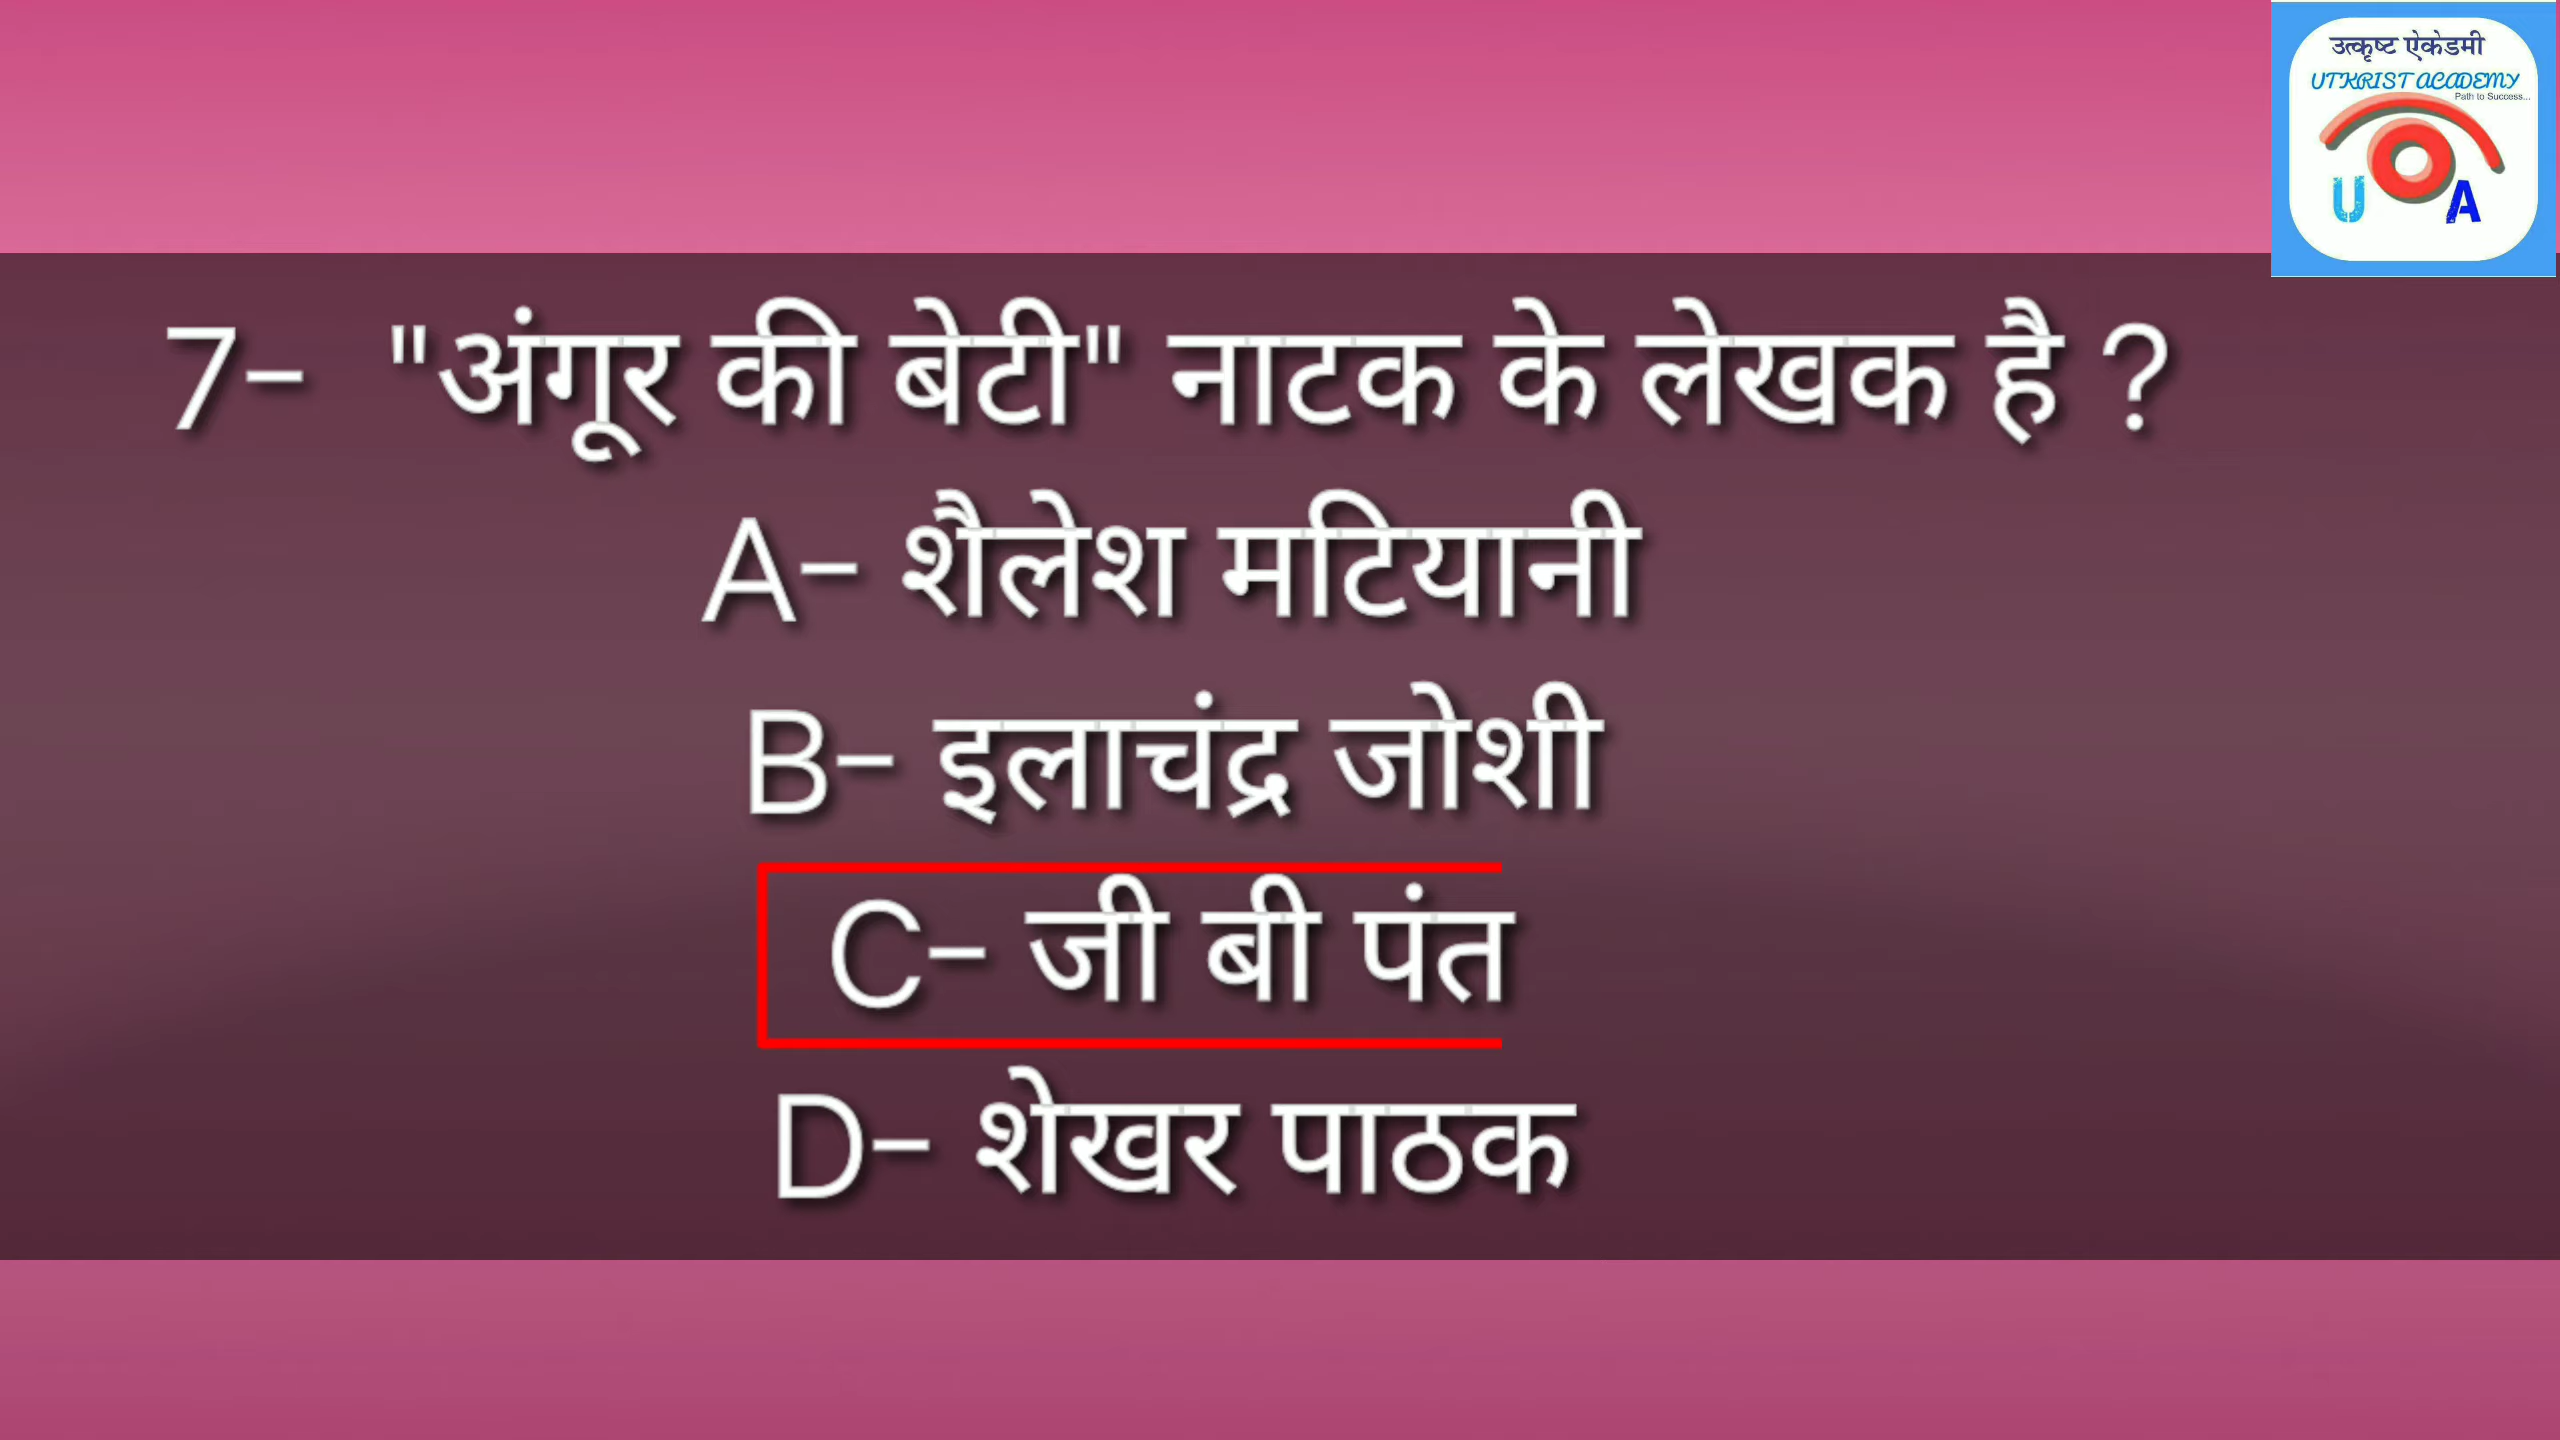 उत्कृष्ट ऐकेडमी
UTKRIST ACADEMY
Path to Success...
U A
7- "अंगूर की बेटी" नाटक के लेखक है ?
A- शैलेश मटियानी
B- इलाचंद्र जोशी
C- जी बी पंत
D- शेखर पाठक